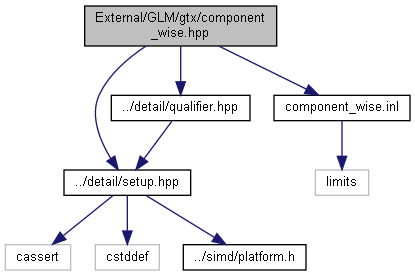 External/GLM/gtx/component
_wise.hpp
../detail/qualifier.hpp
component_wise.inl
../detail/setup.hpp
limits
cassert
cstddef
../simd/platform.h